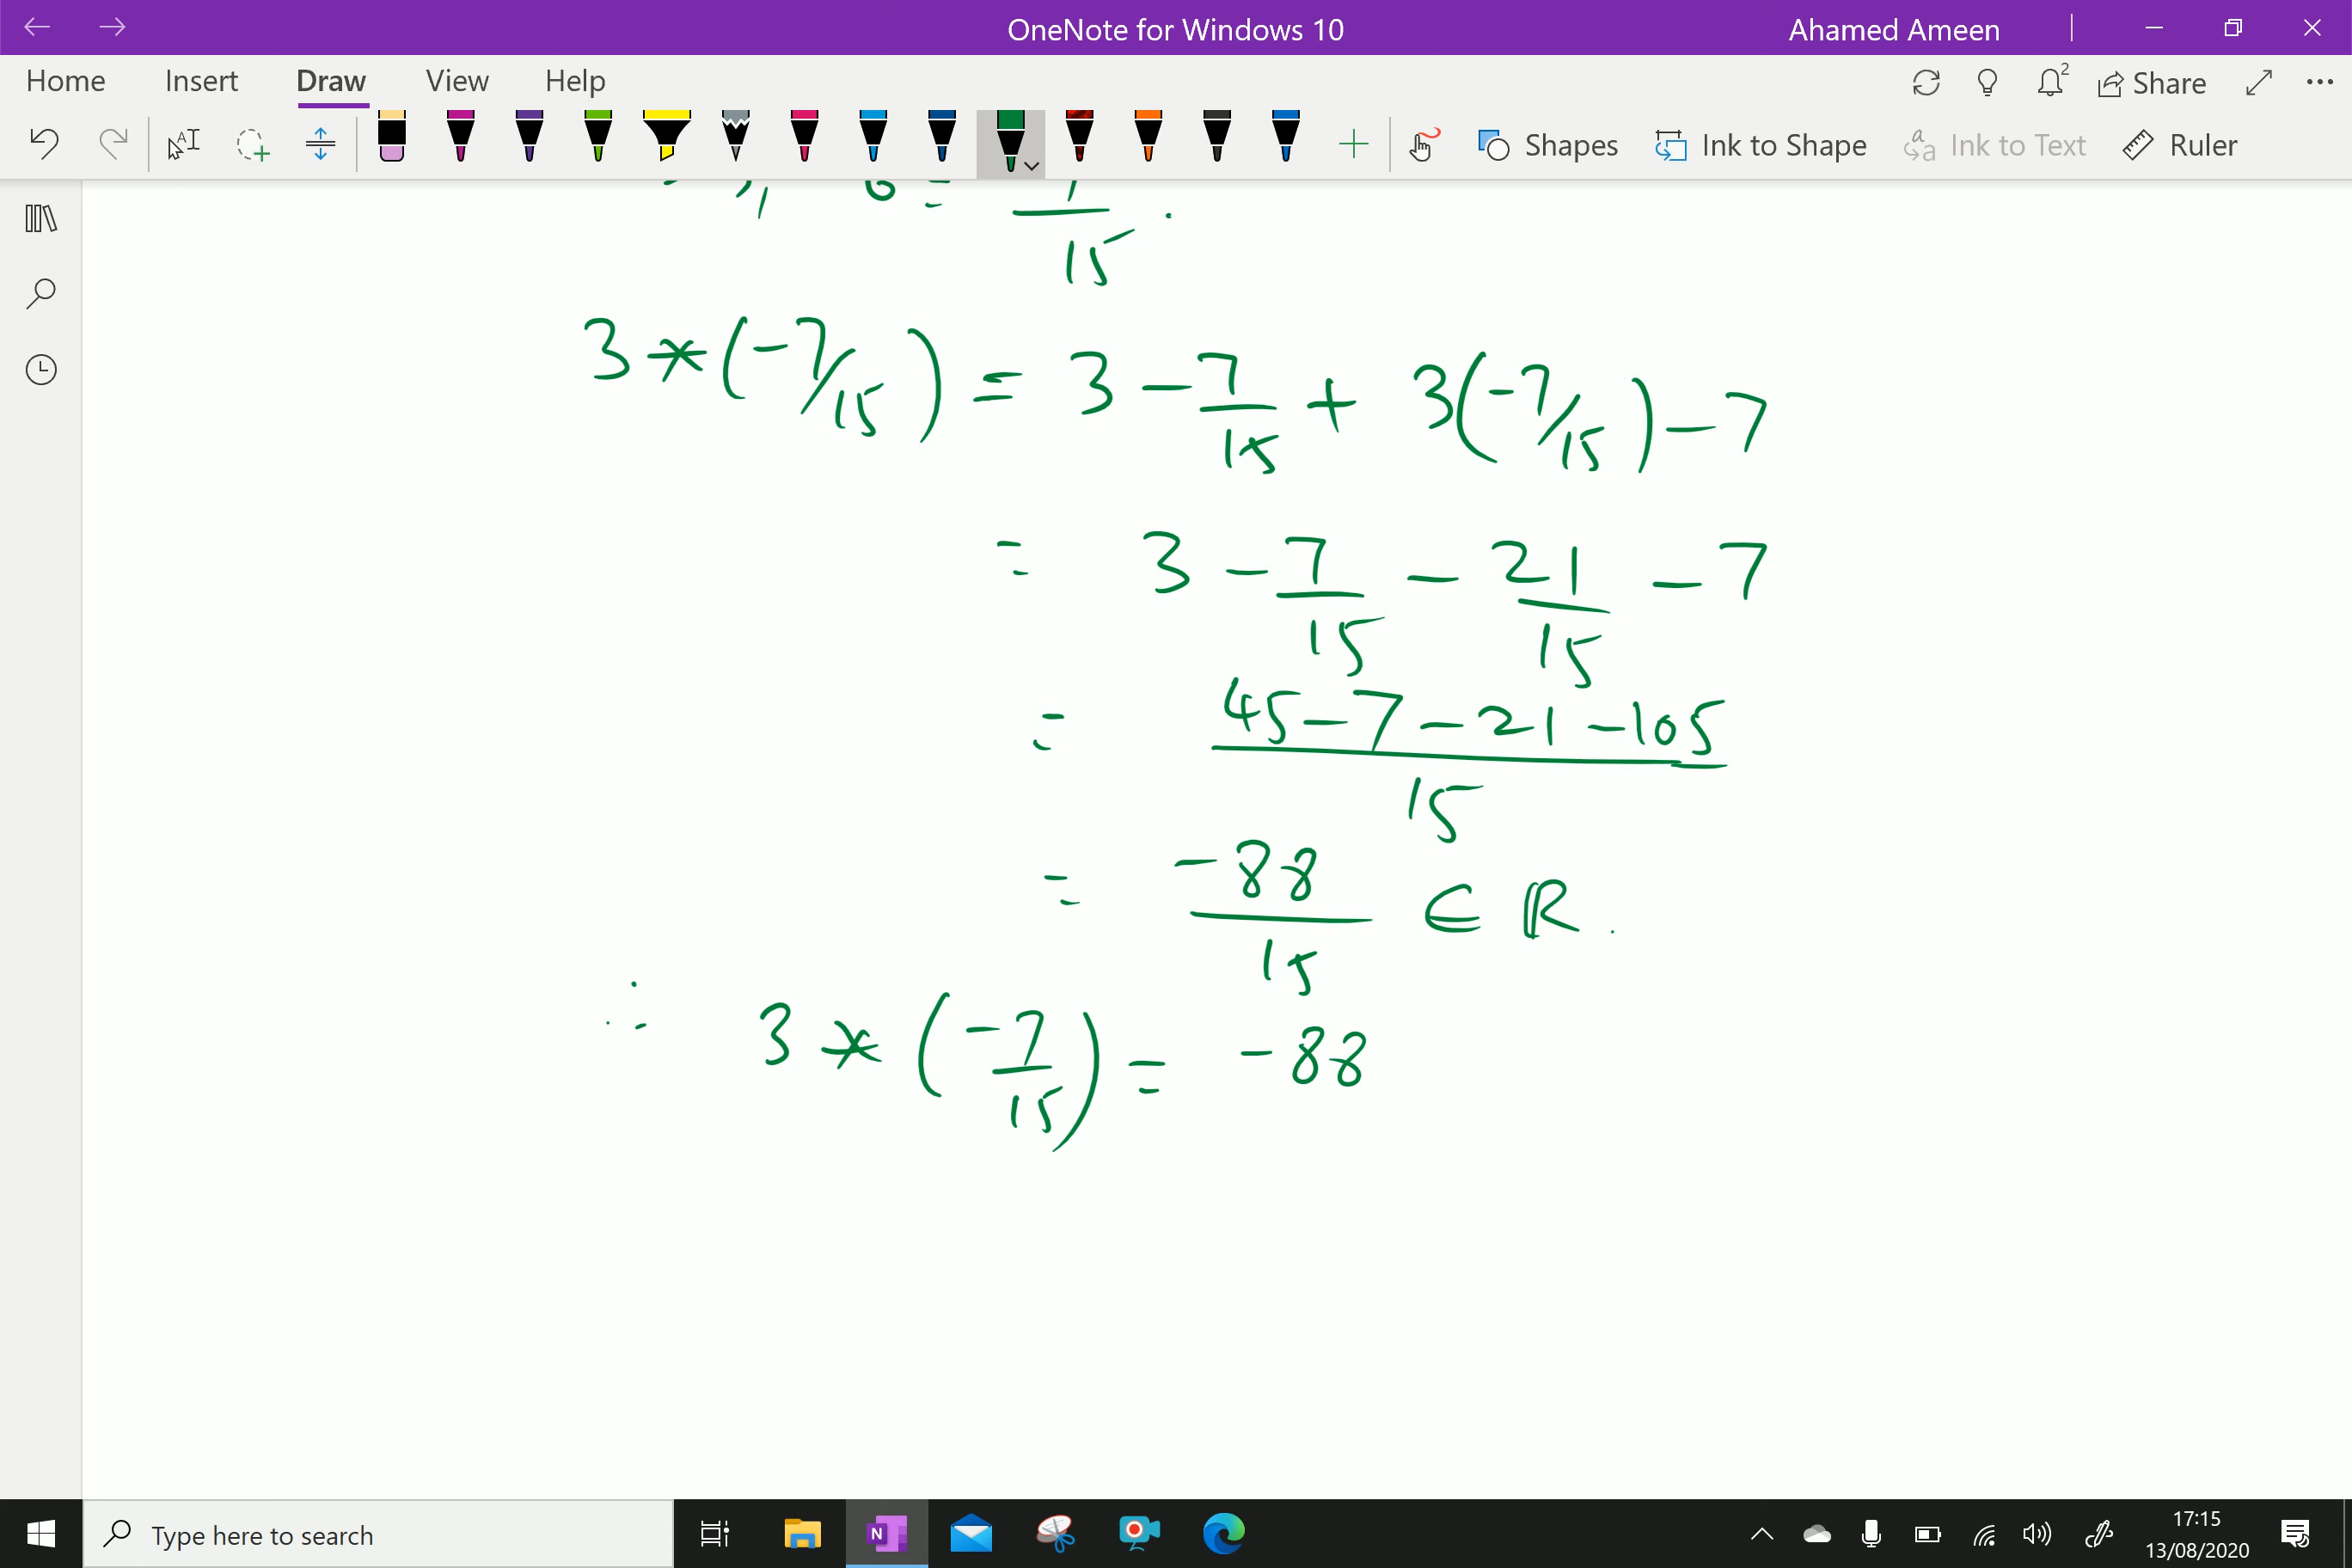 OneNote for Windows 10 Ahamed Ameen
Home Insert Draw View Help 2 Share
Shapes Ink to Shape Ink to Text Ruler
15 .
3 * (-7/15) = 3 - 7/15 + 3(-7/15) - 7
= 3 - 7/15 - 21/15 - 7
= 45 - 7 - 21 - 105
15
= -88/15 ∈ ℝ .
∴ 3 * (-7/15) = -88
Type here to search
17:15
13/08/2020